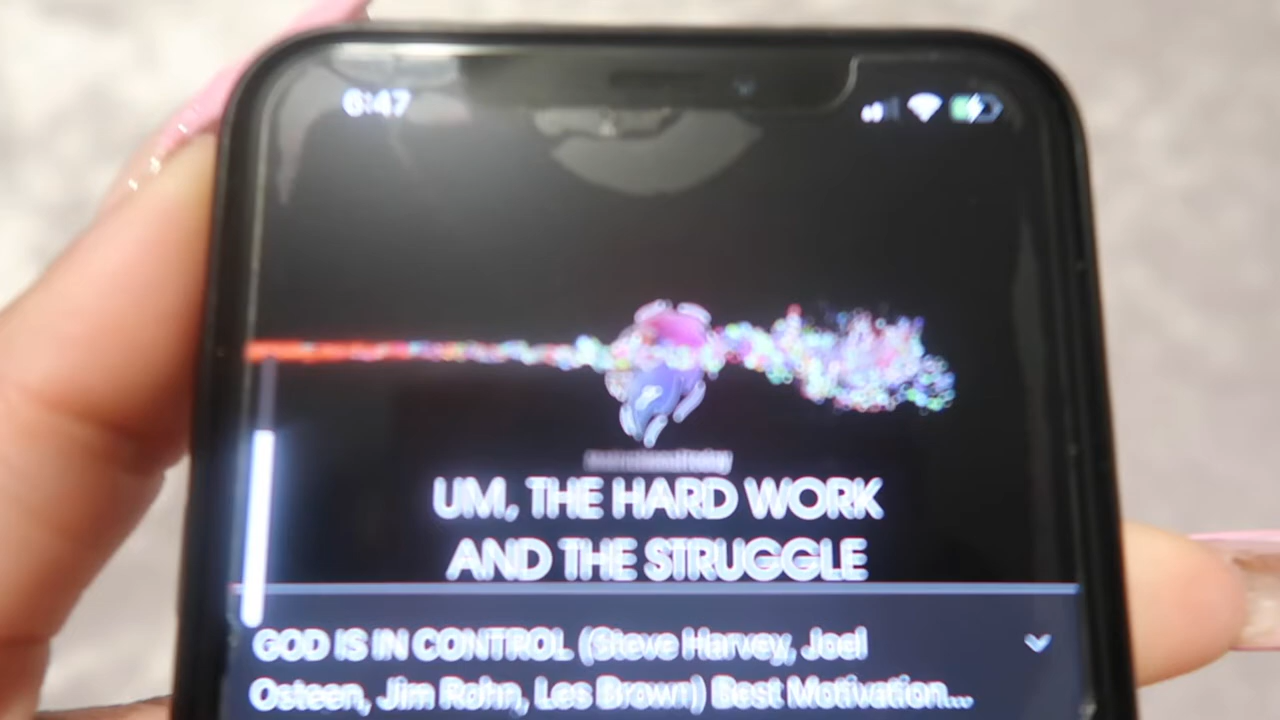 6:47
UM, THE HARD WORK
AND THE STRUGGLE
GOD IS IN CONTROL (Steve Harvey, Joel
Osteen, Jim Rohn, Les Brown) Best Motivation...